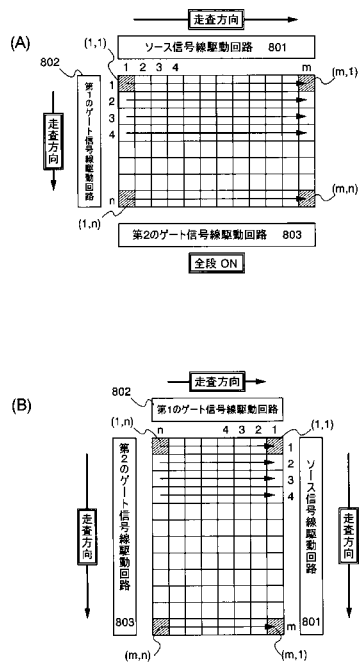 走査方向
(A)
(1,1)
ソース信号線駆動回路 801
802
1 2 3 4 m
(m,1)
1
2
3
4
n
走査方向
第1のゲート信号線駆動回路
(m,n)
(1,n)
第2のゲート信号線駆動回路 803
全段 ON
802
走査方向
(B)
第1のゲート信号線駆動回路
(1,n)
n 4 3 2 1
(1,1)
1
2
3
4
m
走査方向
第2のゲート信号線駆動回路
803
ソース信号線駆動回路
801
走査方向
(m,n)
(m,1)